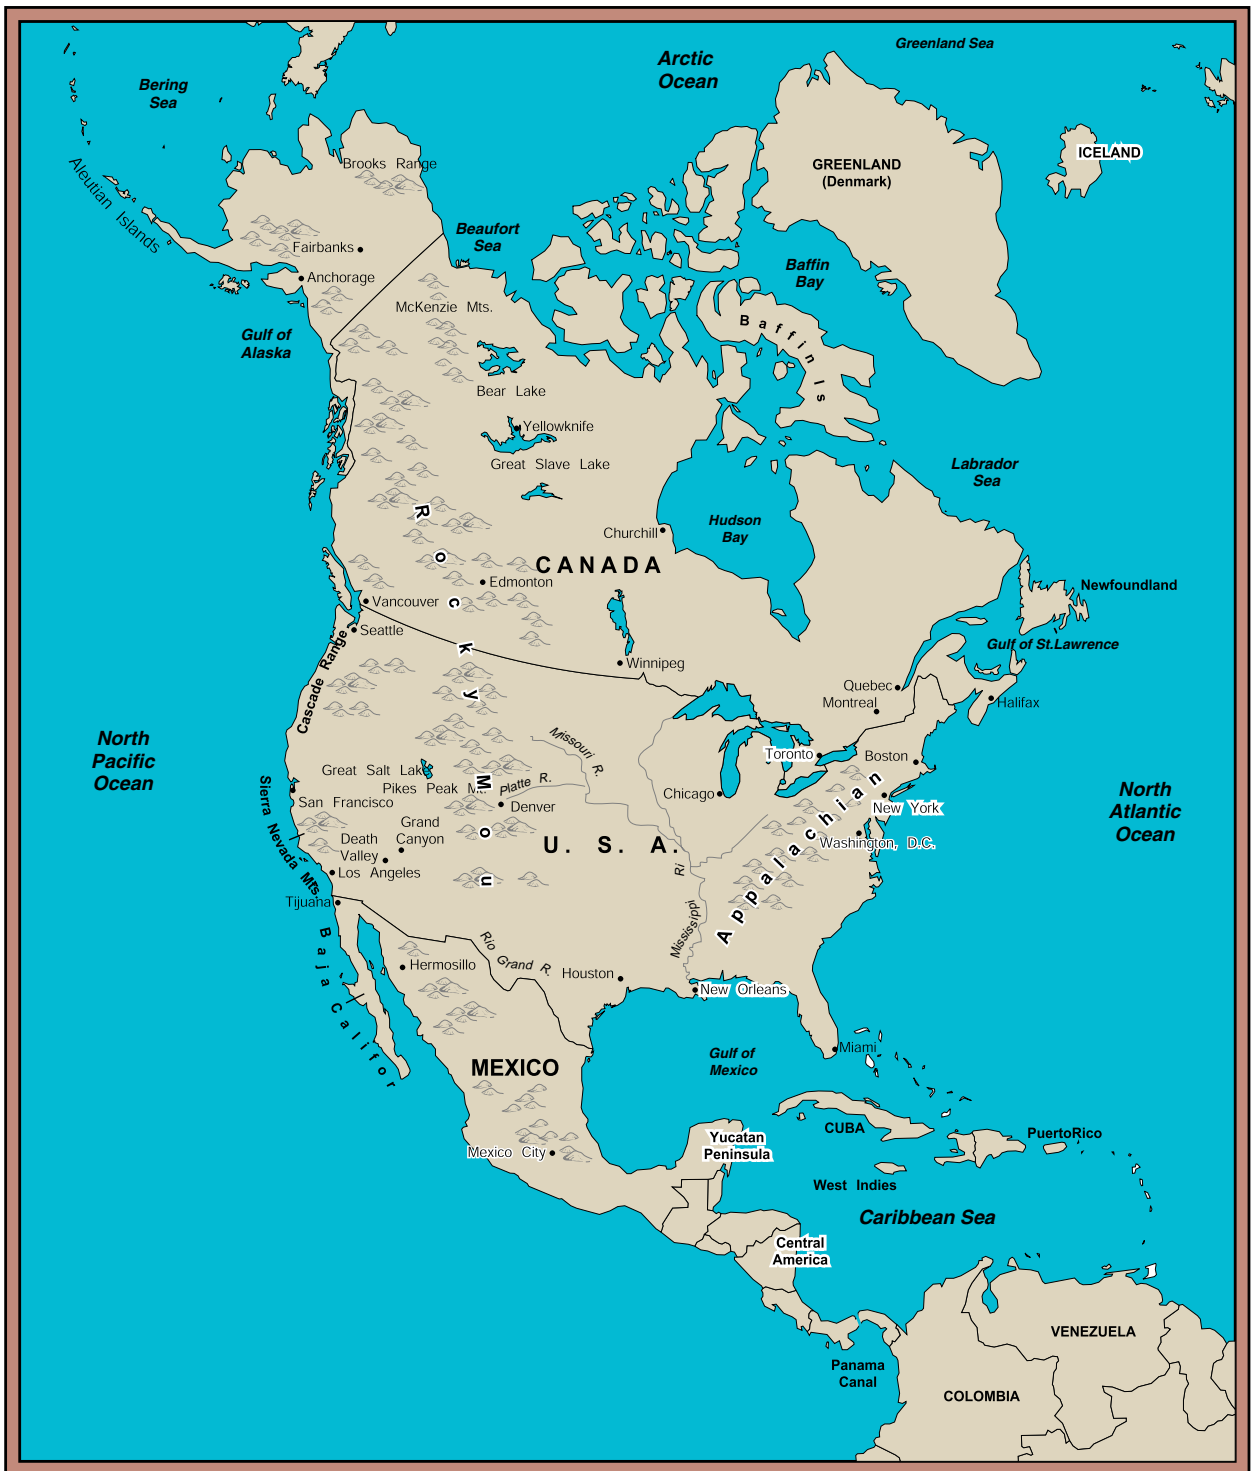 Greenland Sea
Arctic
Ocean
Bering
Sea
ICELAND
Brooks Range
GREENLAND
(Denmark)
Aleutian Islands
Beaufort
Sea
Fairbanks
Anchorage
Baffin
Bay
McKenzie Mts.
Baffin Is
Gulf of
Alaska
Bear Lake
Yellowknife
Great Slave Lake
Labrador
Sea
Hudson
Bay
Churchill
CANADA
Rocky Mou
Edmonton
Newfoundland
Vancouver
Seattle
Gulf of St.Lawrence
Cascade Range
Winnipeg
Quebec
Montreal
Halifax
North
Pacific
Ocean
Missouri R.
Toronto
Boston
Great Salt Lake
Pikes Peak Mt.
Platte R.
Chicago
North
Atlantic
Ocean
San Francisco
Denver
New York
Grand
Canyon
Death
Valley
U. S. A.
Washington, D.C.
Appalachian
Sierra Nevada Mts.
Los Angeles
Mississippi Ri
Tijuana
Baja Califor
Rio Grand R.
Hermosillo
Houston
New Orleans
Miami
Gulf of
Mexico
MEXICO
CUBA
PuertoRico
Yucatan
Peninsula
Mexico City
West Indies
Caribbean Sea
Central
America
VENEZUELA
Panama
Canal
COLOMBIA